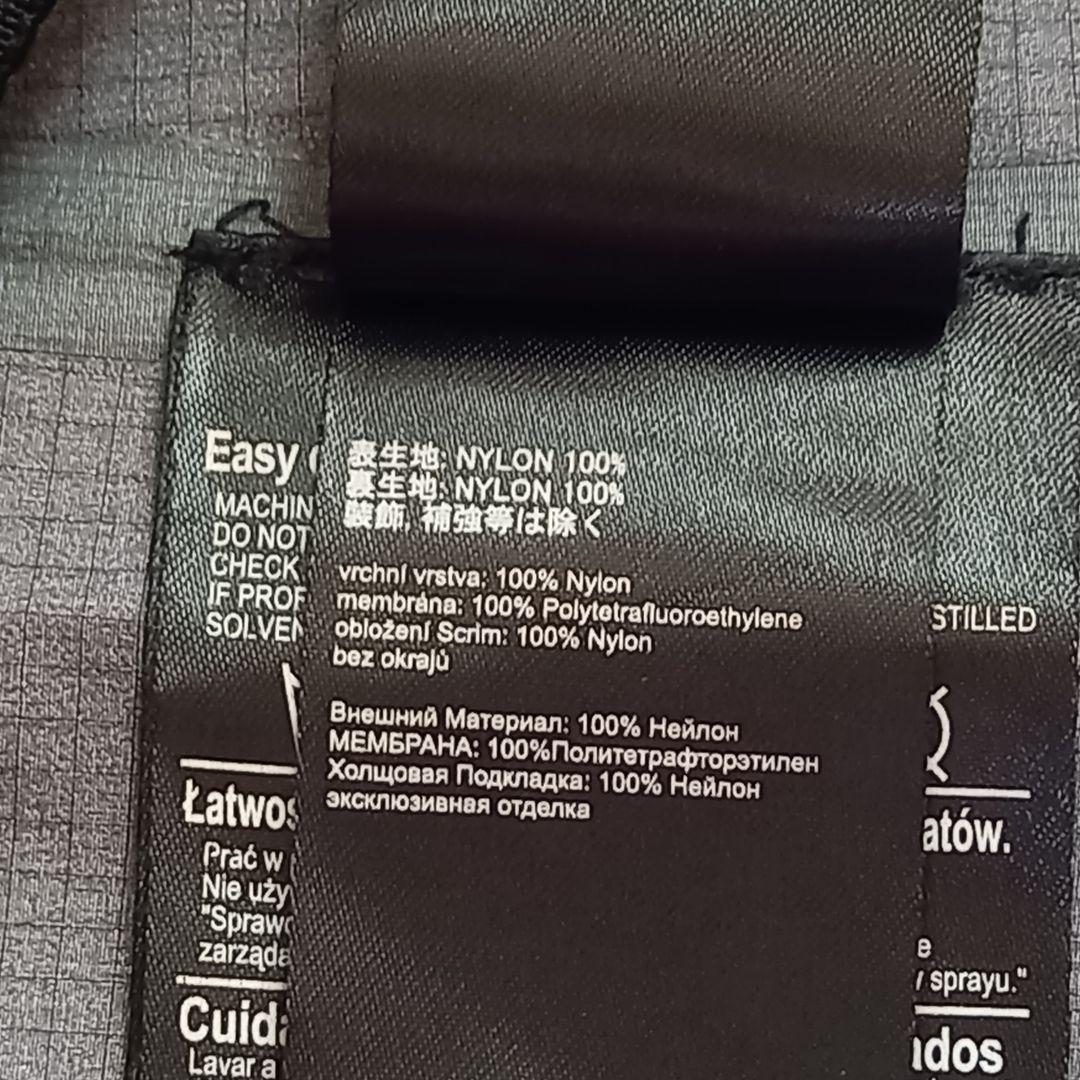 Easy
MACHIN
DO NOT
CHECK
IF PROF
SOLVEN
表生地: NYLON 100%
裏生地: NYLON 100%
装飾, 補強等は除く
vrchní vrstva: 100% Nylon
membrána: 100% Polytetrafluoroethylene
obložení Scrim: 100% Nylon
bez okrajů
Внешний Материал: 100% Нейлон
МЕМБРАНА: 100%Политетрафторэтилен
Холщовая Подкладка: 100% Нейлон
эксклюзивная отделка
STILLED
Łatwos
Prać w
Nie uży
"Sprawd
zarząda
atów.
e
sprayu."
Cuida
Lavar a
ados